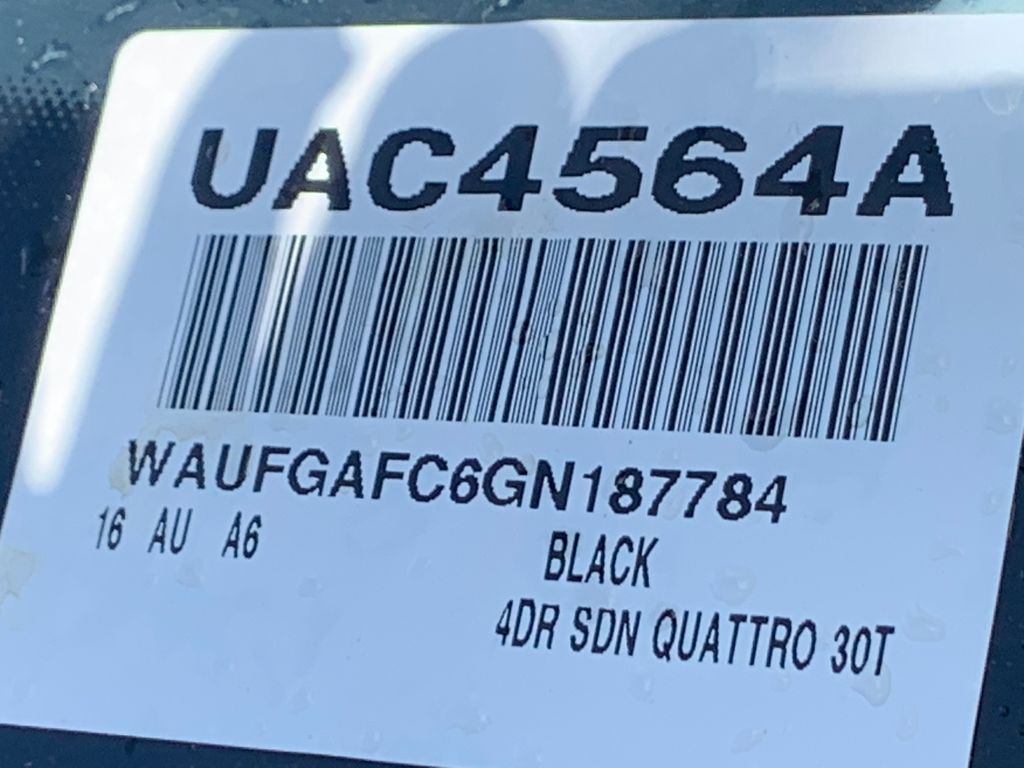 UAC4564A
WAUFGAFC6GN187784
16 AU A6
BLACK
4DR SDN QUATTRO 30T